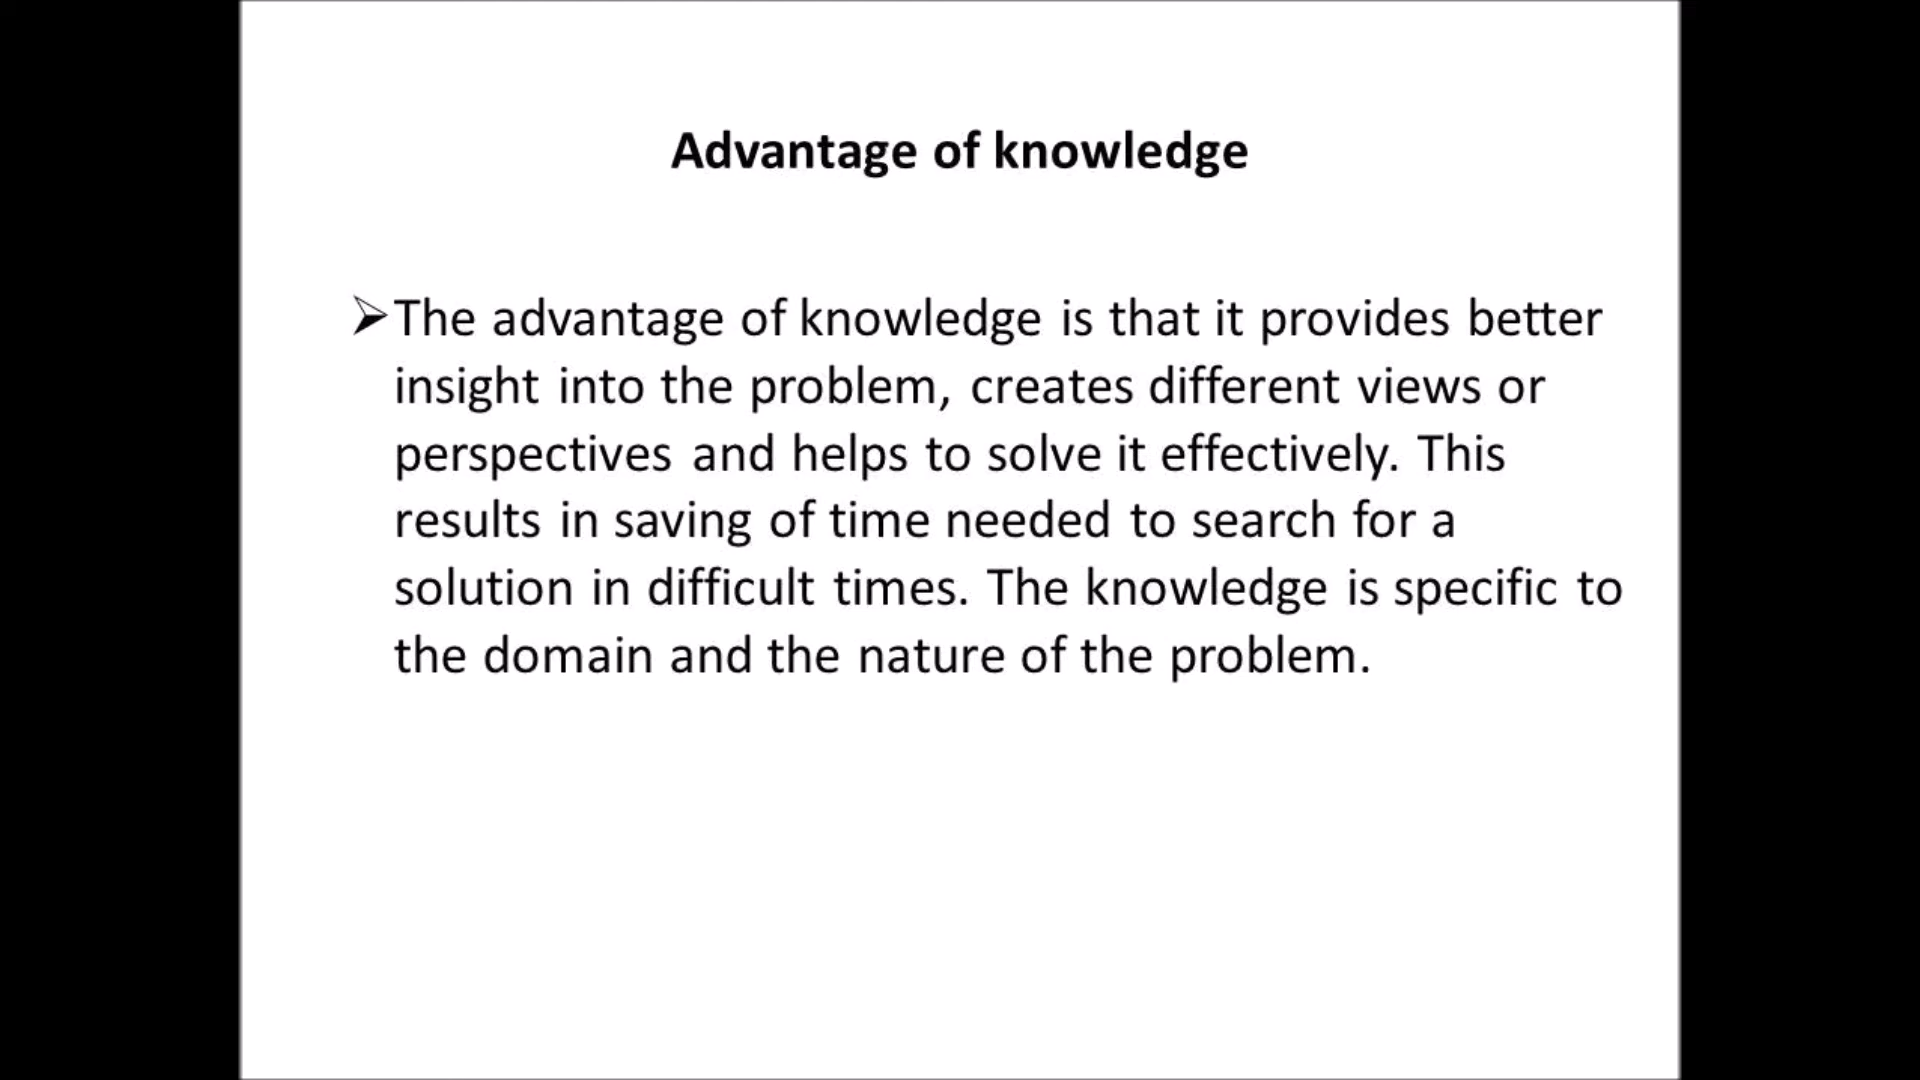 Advantage of knowledge
➢The advantage of knowledge is that it provides better
insight into the problem, creates different views or
perspectives and helps to solve it effectively. This
results in saving of time needed to search for a
solution in difficult times. The knowledge is specific to
the domain and the nature of the problem.